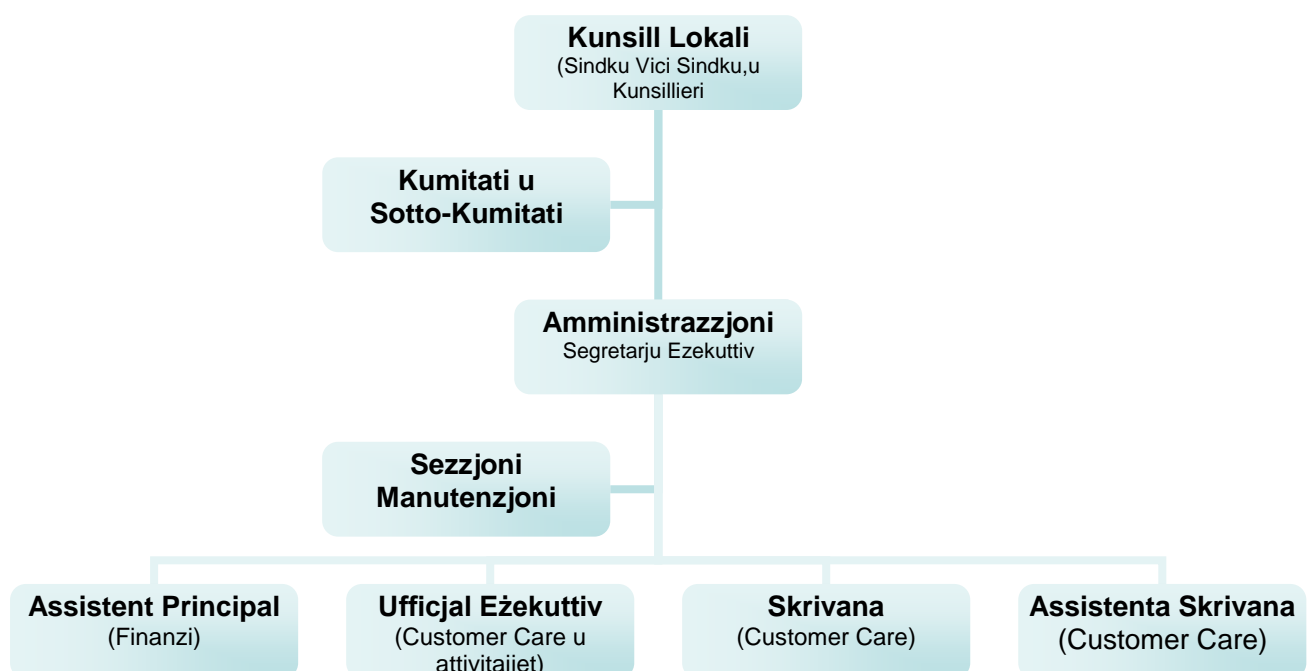 Kunsill Lokali
(Sindku Vici Sindku,u
Kunsillieri
Kumitati u
Sotto-Kumitati
Amministrazzjoni
Segretarju Ezekuttiv
Sezzjoni
Manutenzjoni
Assistent Principal
(Finanzi)
Ufficjal Eżekuttiv
(Customer Care u
attivitajiet)
Skrivana
(Customer Care)
Assistenta Skrivana
(Customer Care)